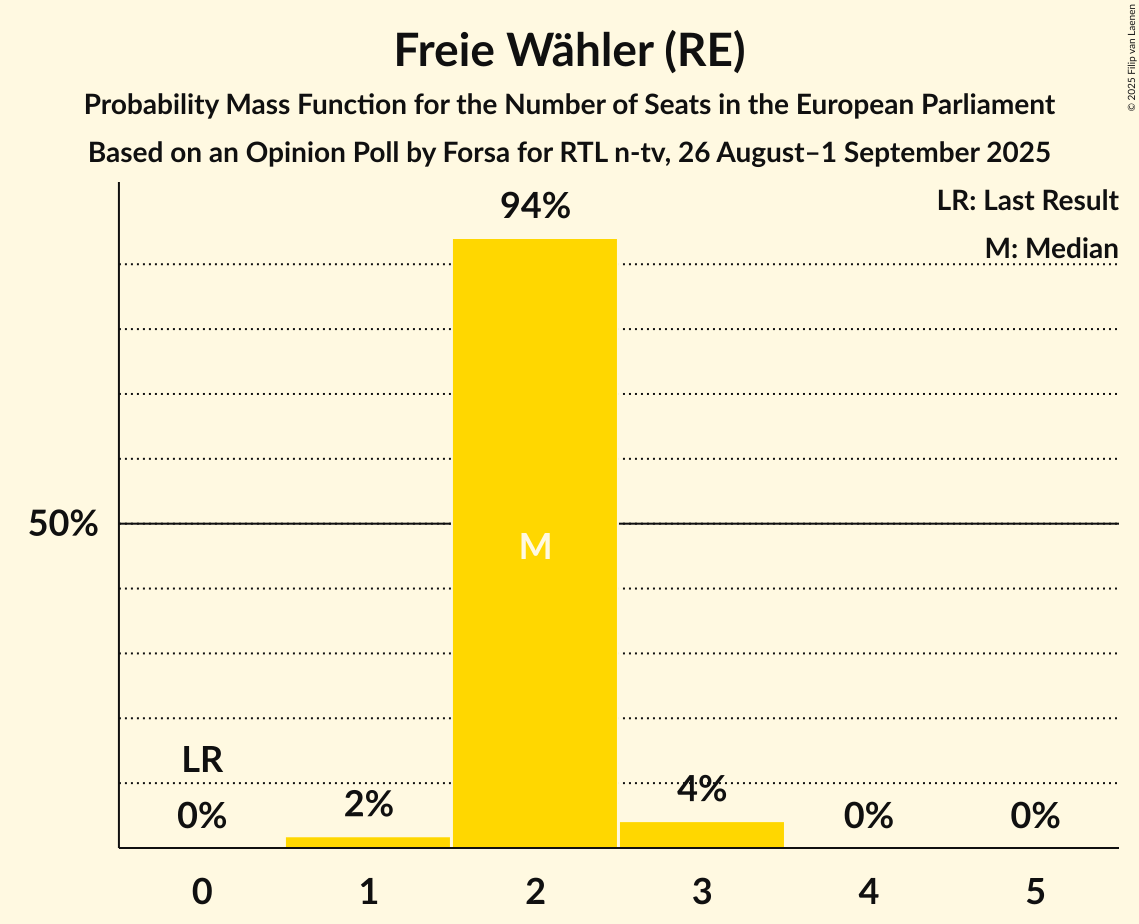 Freie Wähler (RE)
Probability Mass Function for the Number of Seats in the European Parliament
Based on an Opinion Poll by Forsa for RTL n-tv, 26 August–1 September 2025
© 2025 Filip van Laenen
LR: Last Result
M: Median
94%
50%
M
LR
0%
2%
4%
0%
0%
0
1
2
3
4
5